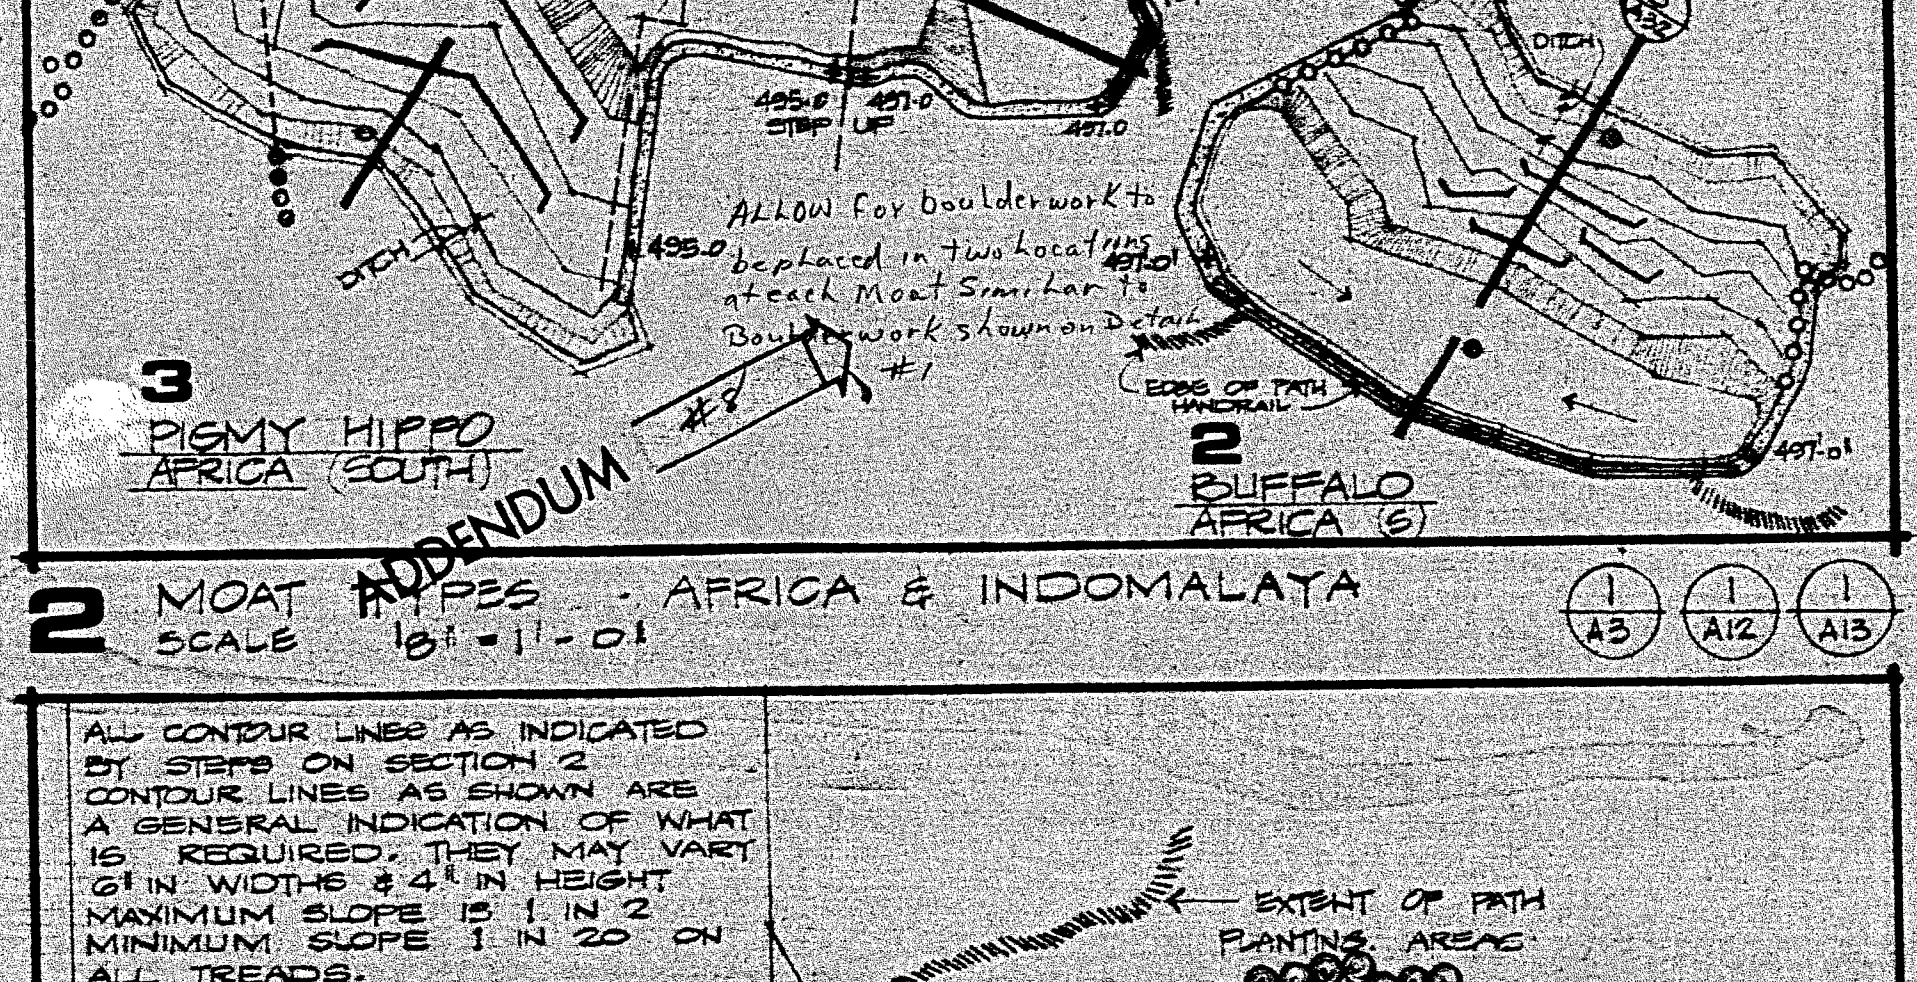 A32
DITCH
495.0 497.0
STEP UP
497.0
ALLOW for boulderwork to
be placed in two Locations
at each Moat Similar to
Boulderwork shown on Detail
#1
495.0
497-0'
DITCH
#8
ADDENDUM
EDGE OF PATH
HANDRAIL
497'-0"
3
PIGMY HIPPO
AFRICA (SOUTH)
2
BUFFALO
AFRICA (S)
2 MOAT TYPES - AFRICA & INDOMALAYA
SCALE 1/8" - 1'-0"
1
A3
1
A12
1
A13
ALL CONTOUR LINES AS INDICATED
BY STEPS ON SECTION 2
CONTOUR LINES AS SHOWN ARE
A GENERAL INDICATION OF WHAT
IS REQUIRED. THEY MAY VARY
6" IN WIDTHS & 4" IN HEIGHT
MAXIMUM SLOPE IS 1 IN 2
MINIMUM SLOPE 1 IN 20 ON
ALL TREADS.
EXTENT OF PATH
PLANTING AREAS